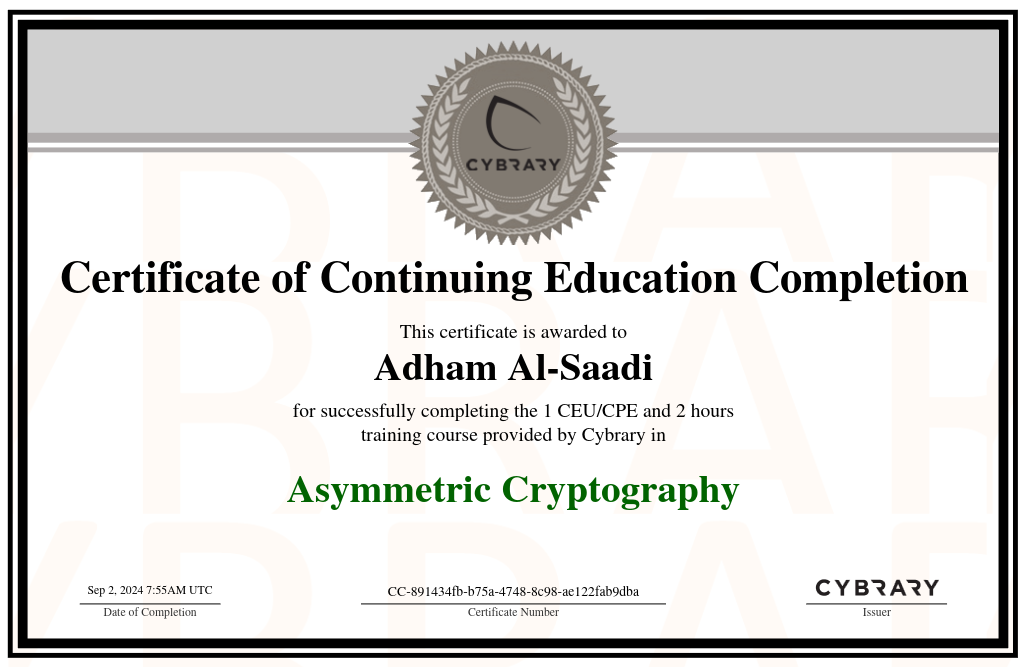 CYBRARY
Certificate of Continuing Education Completion
This certificate is awarded to
Adham Al-Saadi
for successfully completing the 1 CEU/CPE and 2 hours
training course provided by Cybrary in
Asymmetric Cryptography
Sep 2, 2024 7:55AM UTC
Date of Completion
CC-891434fb-b75a-4748-8c98-ae122fab9dba
Certificate Number
CYBRARY
Issuer